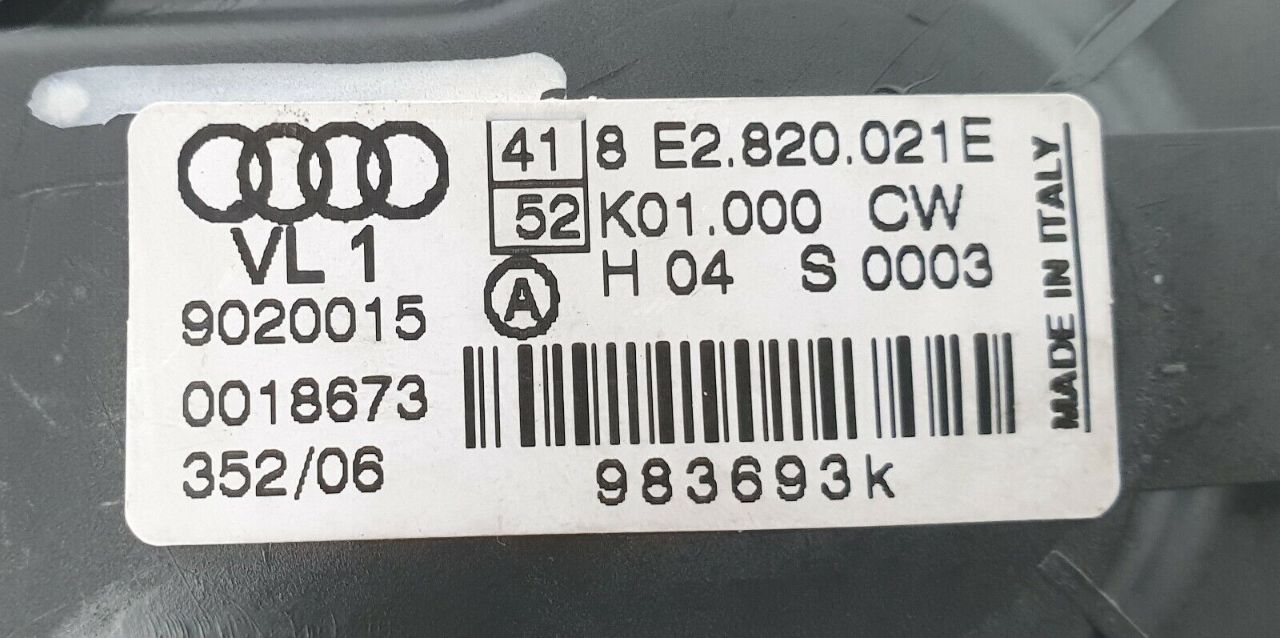 VL 1
9020015
0018673
352/06
41 8 E2.820.021E
52 K01.000 CW
A H 04 S 0003
983693k
MADE IN ITALY